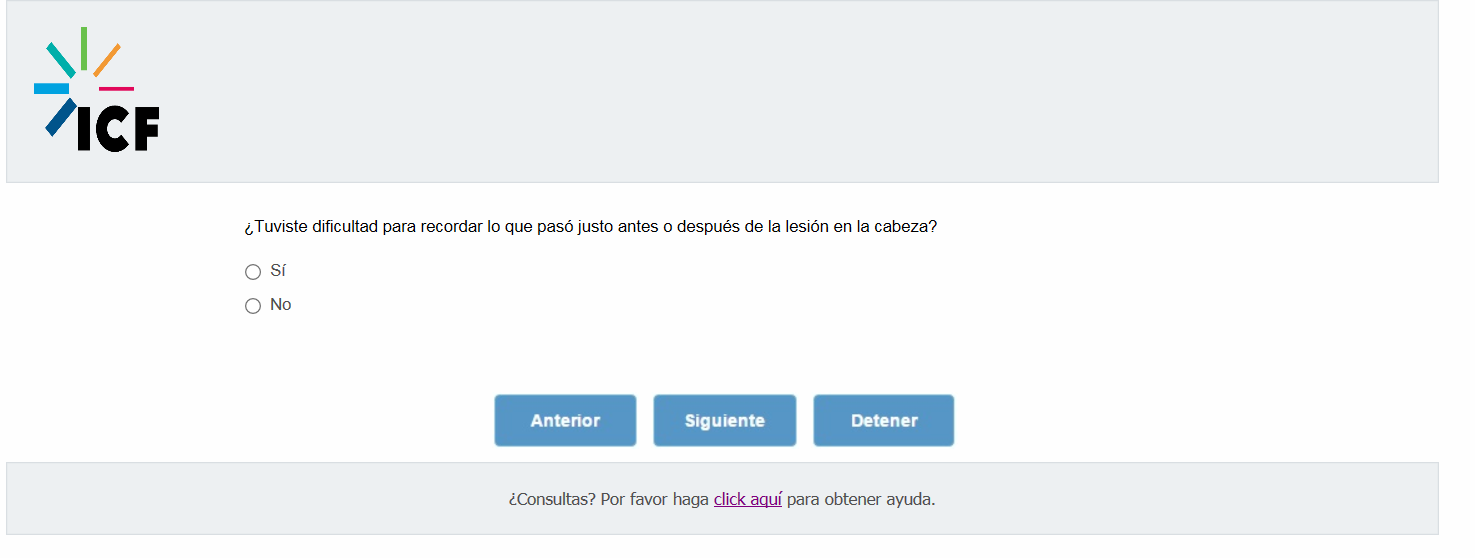 ICF
¿Tuviste dificultad para recordar lo que pasó justo antes o después de la lesión en la cabeza?
Sí
No
Anterior Siguiente Detener
¿Consultas? Por favor haga click aquí para obtener ayuda.